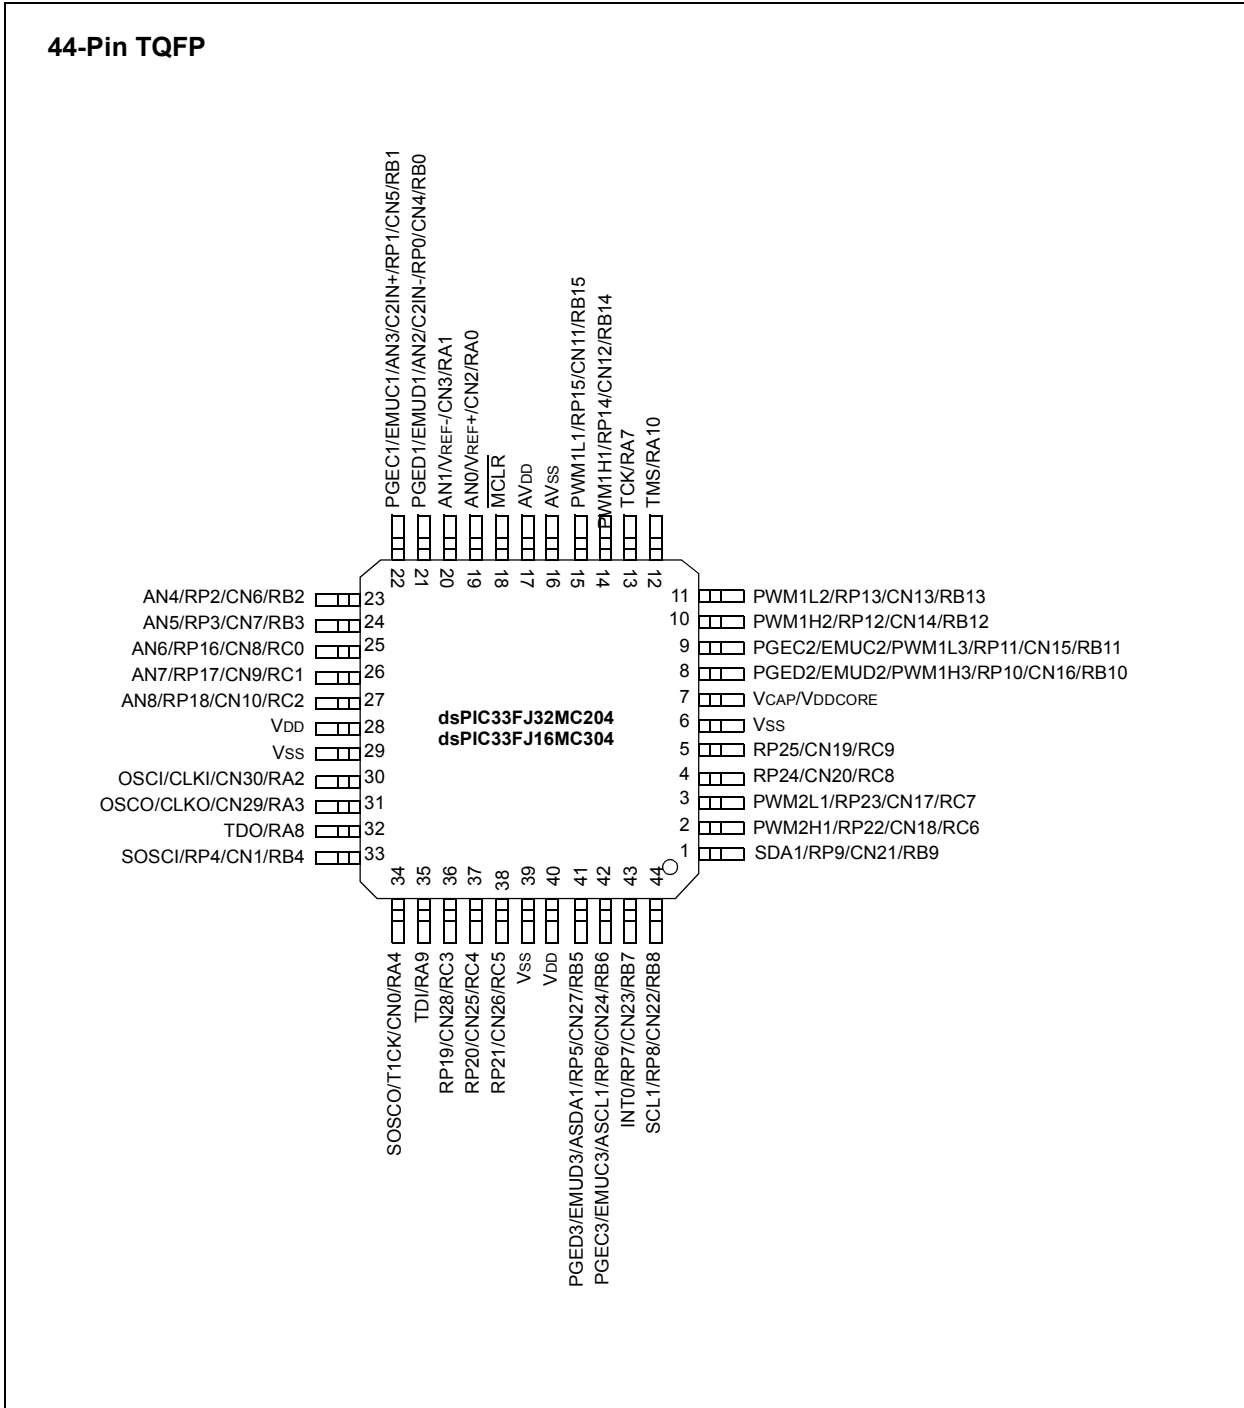 44-Pin TQFP
PGEC1/EMUC1/AN3/C2IN+/RP1/CN5/RB1
PGED1/EMUD1/AN2/C2IN-/RP0/CN4/RB0
AN1/VREF-/CN3/RA1
AN0/VREF+/CN2/RA0
MCLR
AVDD
AVSS
PWM1L1/RP15/CN11/RB15
PWM1H1/RP14/CN12/RB14
TCK/RA7
TMS/RA10
22
21
20
19
18
17
16
15
14
13
12
AN4/RP2/CN6/RB2 23
AN5/RP3/CN7/RB3 24
AN6/RP16/CN8/RC0 25
AN7/RP17/CN9/RC1 26
AN8/RP18/CN10/RC2 27
VDD 28
VSS 29
OSCI/CLKI/CN30/RA2 30
OSCO/CLKO/CN29/RA3 31
TDO/RA8 32
SOSCI/RP4/CN1/RB4 33
dsPIC33FJ32MC204
dsPIC33FJ16MC304
11 PWM1L2/RP13/CN13/RB13
10 PWM1H2/RP12/CN14/RB12
9 PGEC2/EMUC2/PWM1L3/RP11/CN15/RB11
8 PGED2/EMUD2/PWM1H3/RP10/CN16/RB10
7 VCAP/VDDCORE
6 VSS
5 RP25/CN19/RC9
4 RP24/CN20/RC8
3 PWM2L1/RP23/CN17/RC7
2 PWM2H1/RP22/CN18/RC6
1 SDA1/RP9/CN21/RB9
34
35
36
37
38
39
40
41
42
43
44
SOSCO/T1CK/CN0/RA4
TDI/RA9
RP19/CN28/RC3
RP20/CN25/RC4
RP21/CN26/RC5
VSS
VDD
PGED3/EMUD3/ASDA1/RP5/CN27/RB5
PGEC3/EMUC3/ASCL1/RP6/CN24/RB6
INT0/RP7/CN23/RB7
SCL1/RP8/CN22/RB8